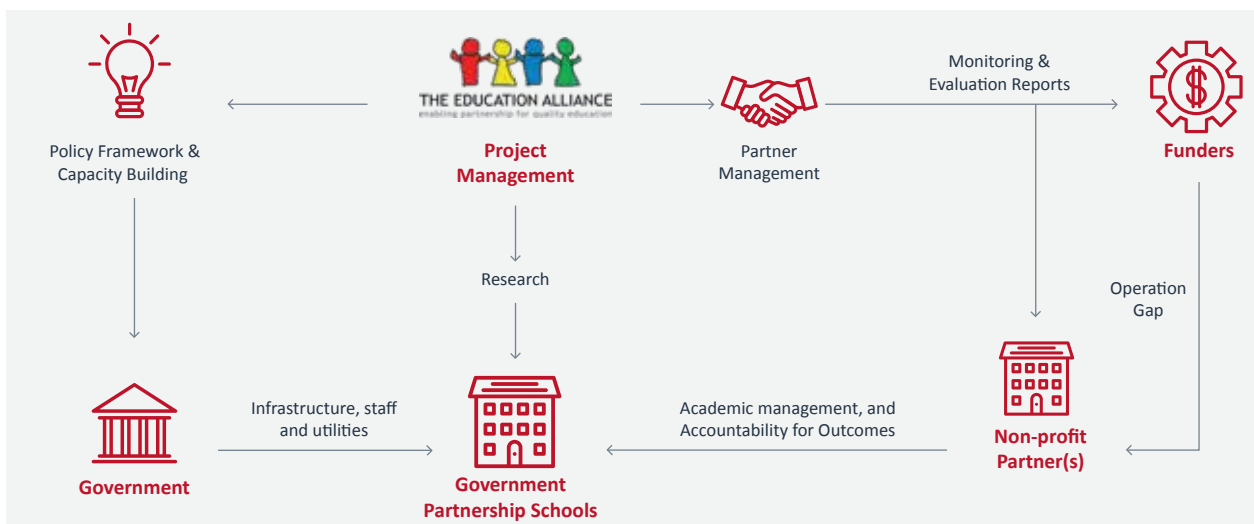 THE EDUCATION ALLIANCE
enabling partnership for quality education
Monitoring &
Evaluation Reports
Policy Framework &
Capacity Building
Project
Management
Partner
Management
Funders
Research
Operation
Gap
Infrastructure, staff
and utilities
Academic management, and
Accountability for Outcomes
Government
Government
Partnership Schools
Non-profit
Partner(s)
$